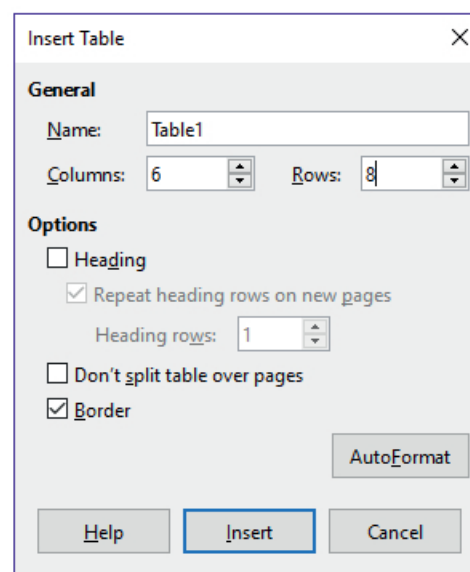 Insert Table
General
Name: Table1
Columns: 6 Rows: 8
Options
Heading
Repeat heading rows on new pages
Heading rows: 1
Don't split table over pages
Border
AutoFormat
Help Insert Cancel